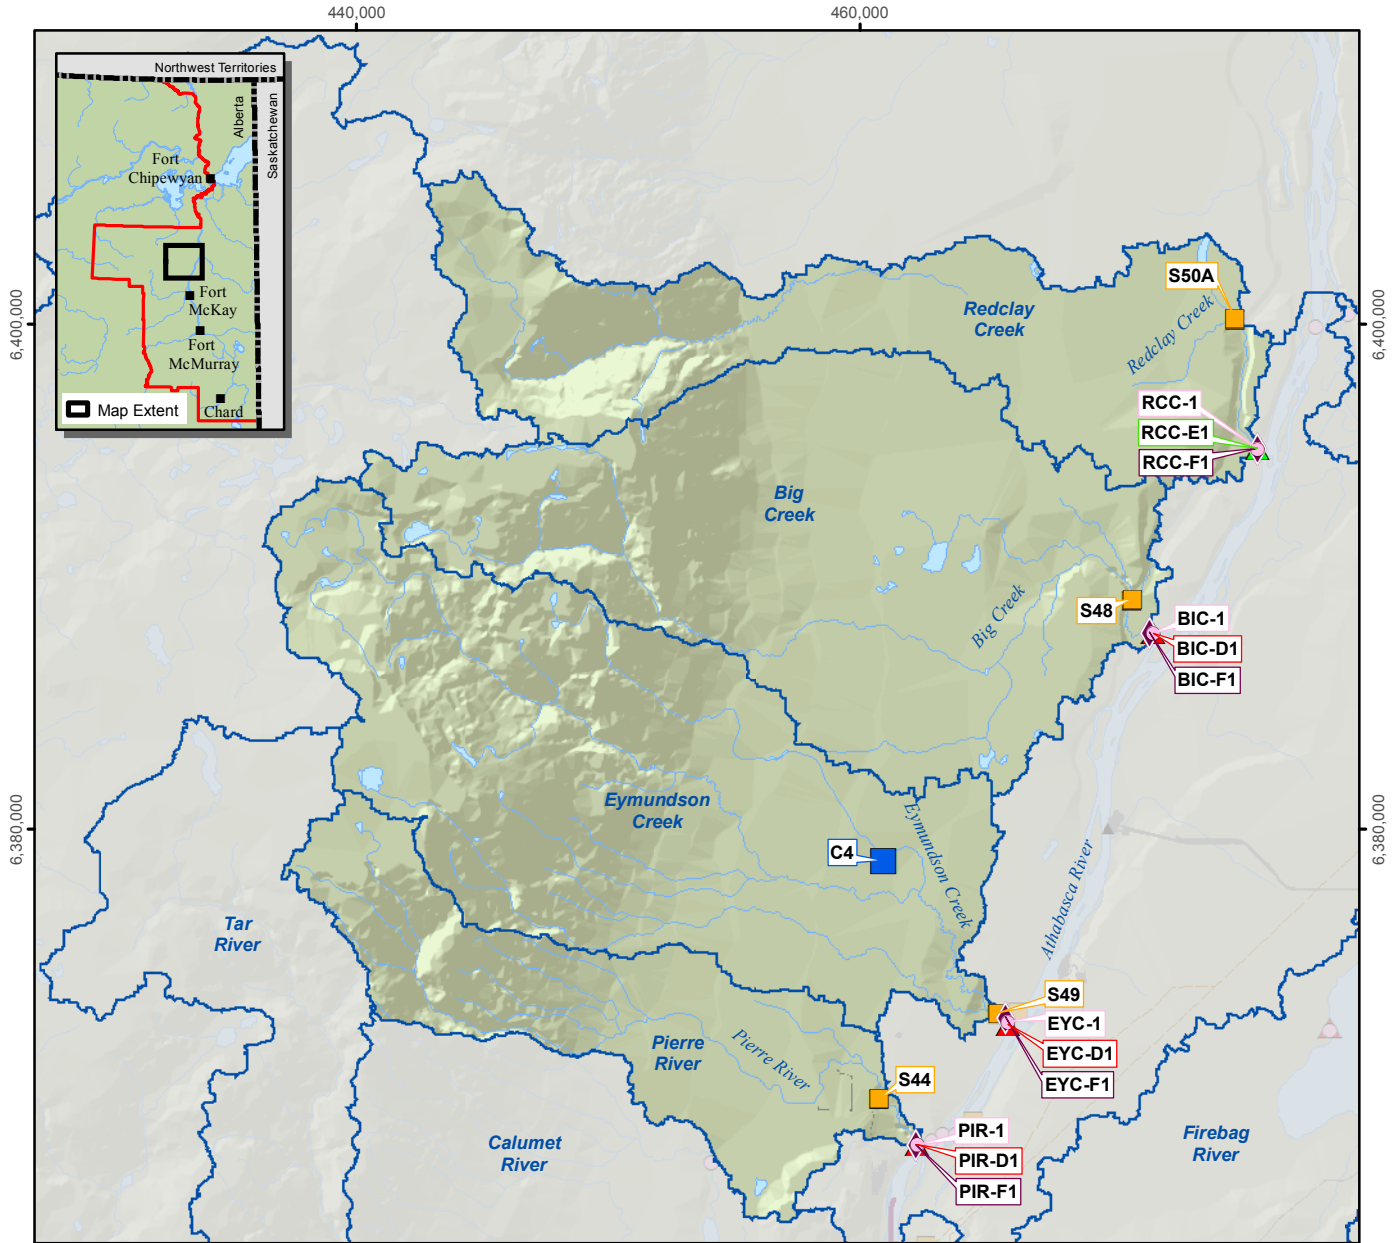 440,000
460,000
Northwest Territories
Alberta
Saskatchewan
Fort
Chipewyan
Fort
McKay
Fort
McMurray
Chard
Map Extent
6,400,000
6,400,000
S50A
Redclay
Creek
Redclay Creek
RCC-1
RCC-E1
RCC-F1
Big
Creek
Big Creek
S48
BIC-1
BIC-D1
BIC-F1
6,380,000
6,380,000
Eymundson
Creek
Eymundson Creek
C4
Athabasca River
Tar
River
S49
EYC-1
EYC-D1
EYC-F1
Pierre
River
Pierre River
S44
PIR-1
PIR-D1
PIR-F1
Calumet
River
Firebag
River